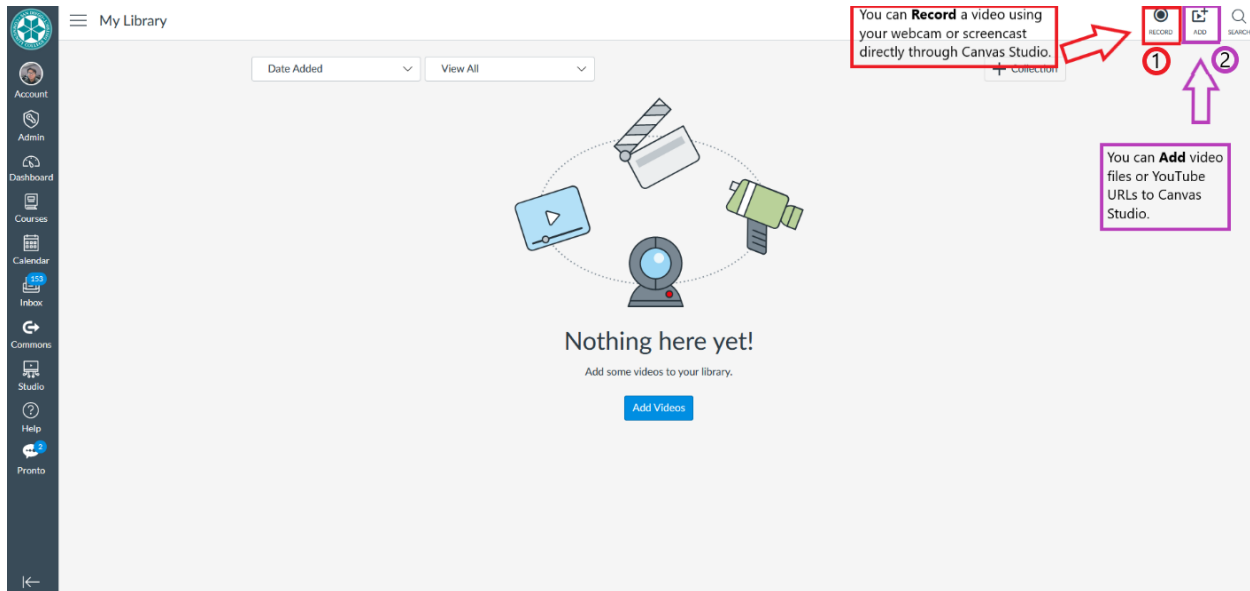 My Library
You can Record a video using
your webcam or screencast
directly through Canvas Studio.
RECORD
ADD
SEARCH
1
2
Date Added
View All
+ Collection
You can Add video
files or YouTube
URLs to Canvas
Studio.
Account
Admin
Dashboard
Courses
Calendar
153
Inbox
Commons
Studio
Help
2
Pronto
Nothing here yet!
Add some videos to your library.
Add Videos